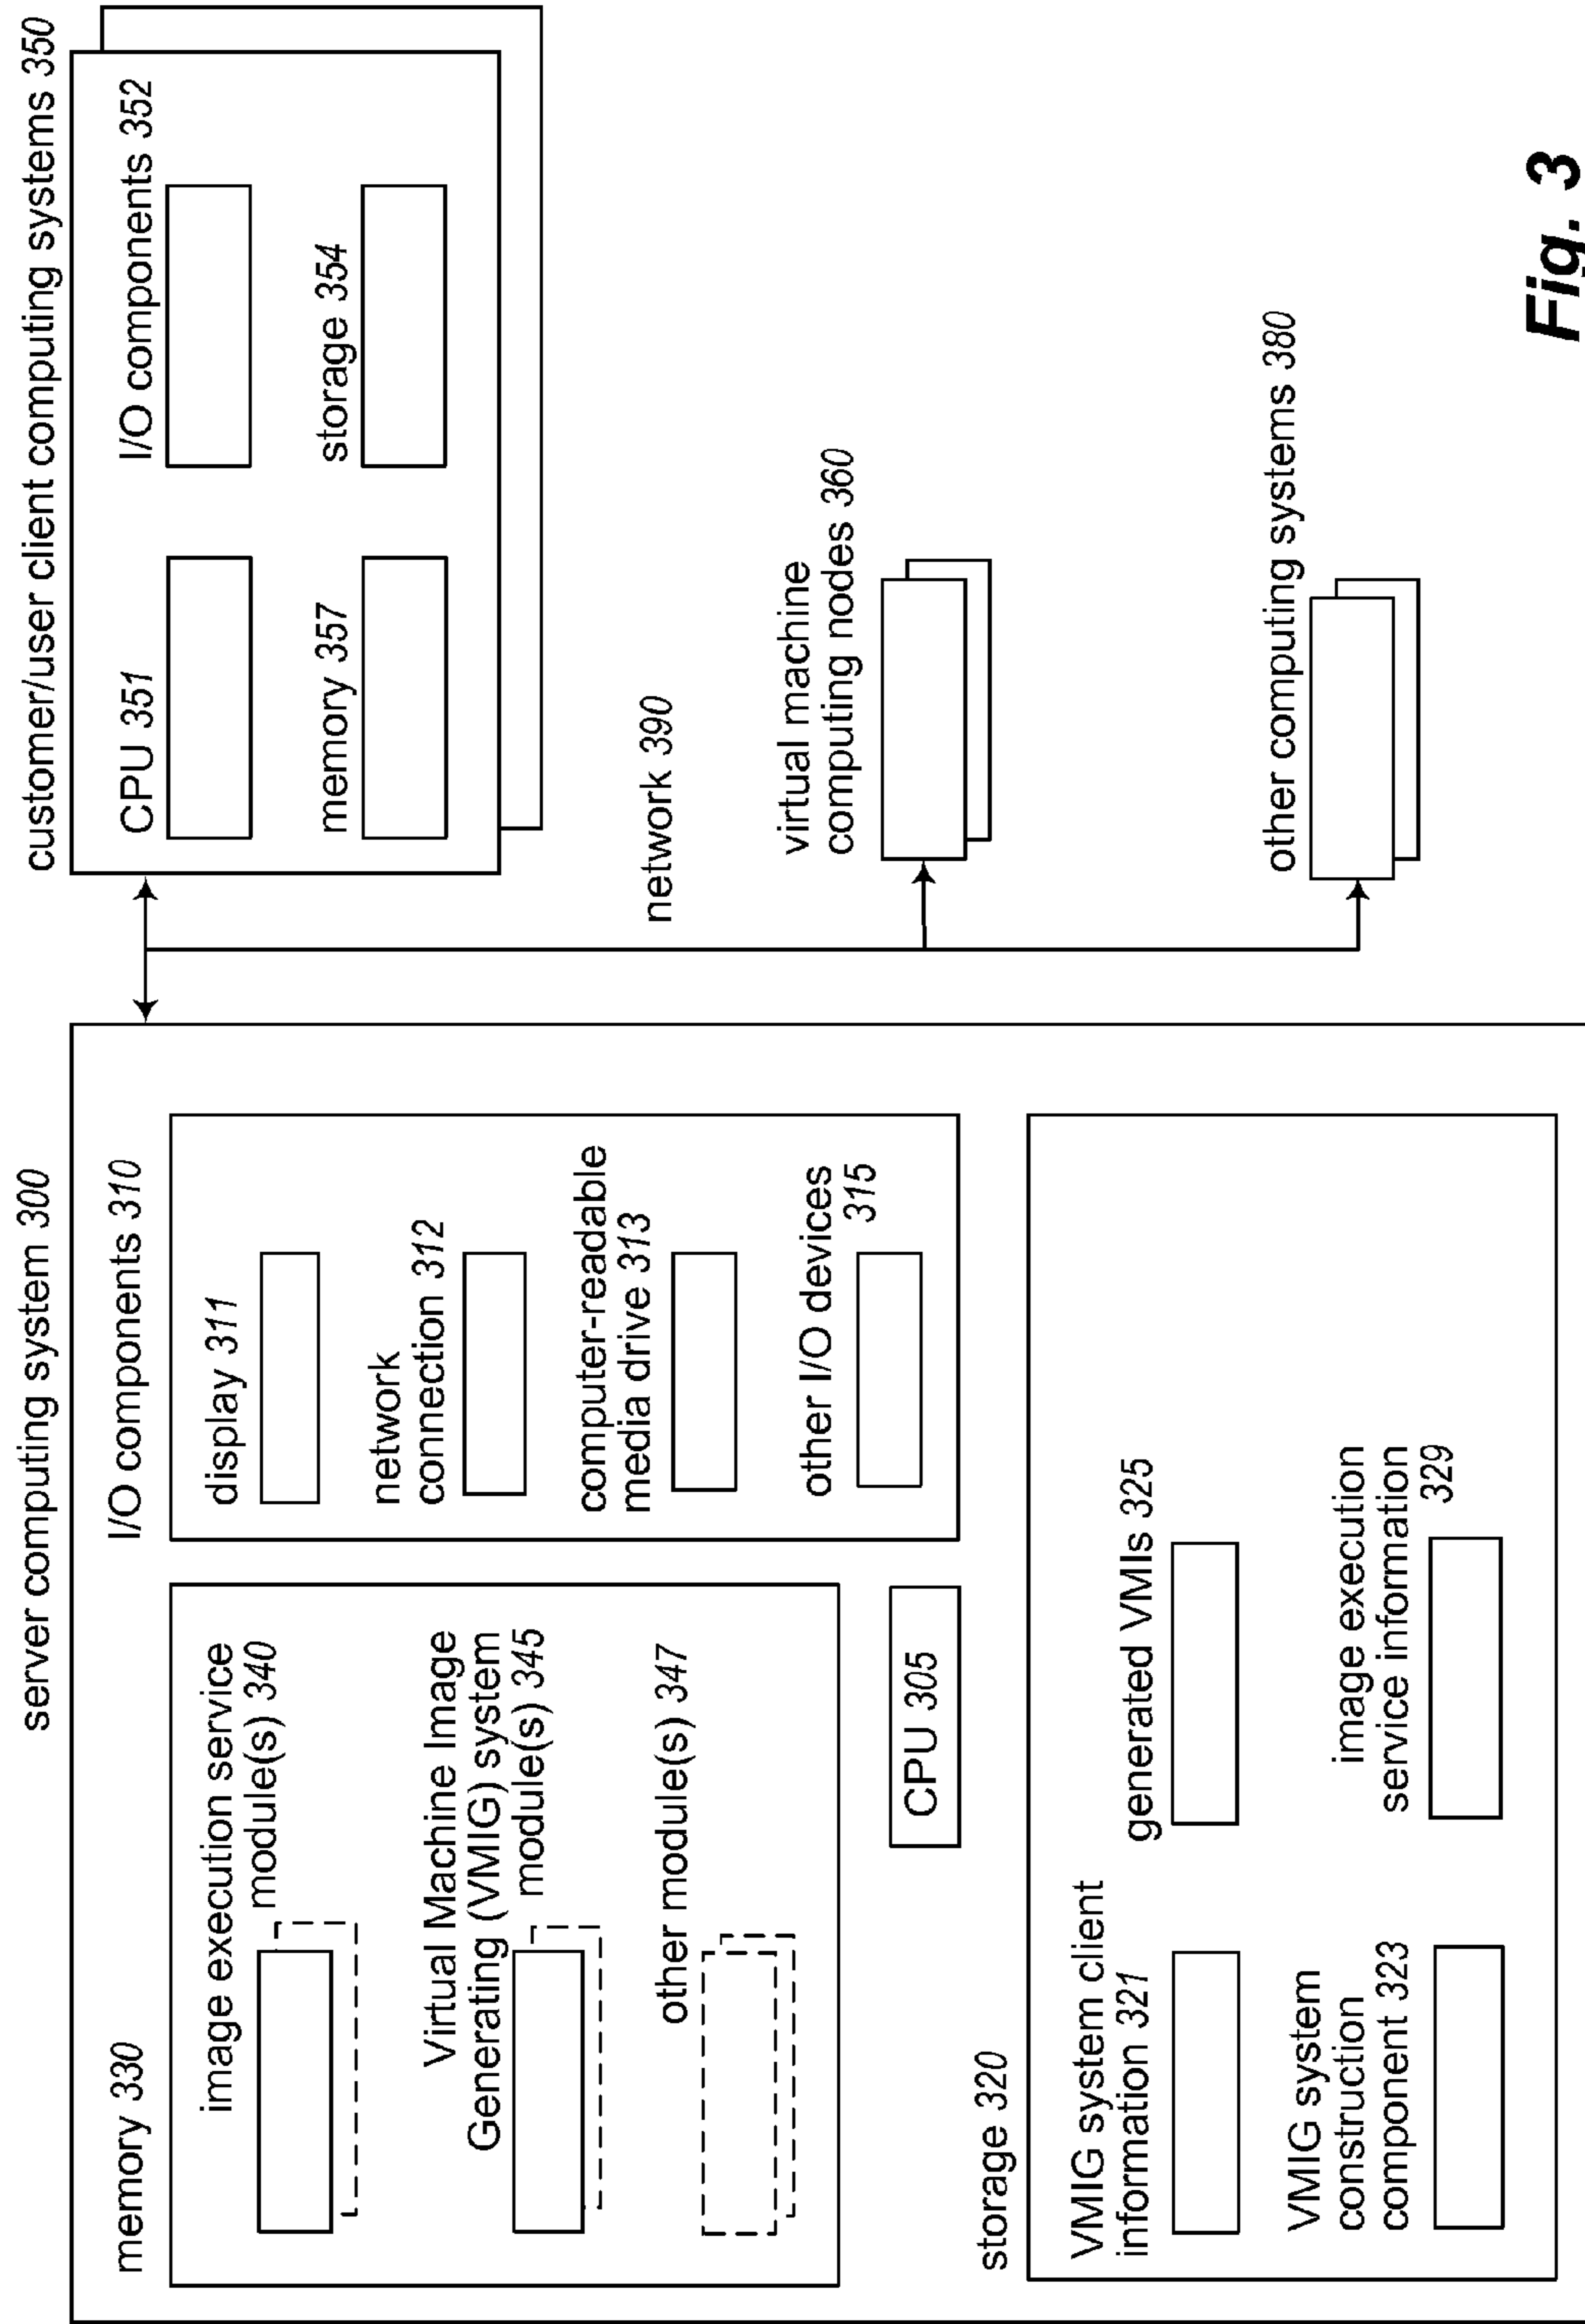 server computing system 300
memory 330
image execution service
module(s) 340
Virtual Machine Image
Generating (VMIG) system
module(s) 345
other module(s) 347
I/O components 310
display 311
network
connection 312
computer-readable
media drive 313
other I/O devices
315
CPU 305
storage 320
VMIG system client
information 321
generated VMIs 325
VMIG system
construction
component 323
image execution
service information
329
customer/user client computing systems 350
CPU 351
I/O components 352
memory 357
storage 354
network 390
virtual machine
computing nodes 360
other computing systems 380
Fig. 3